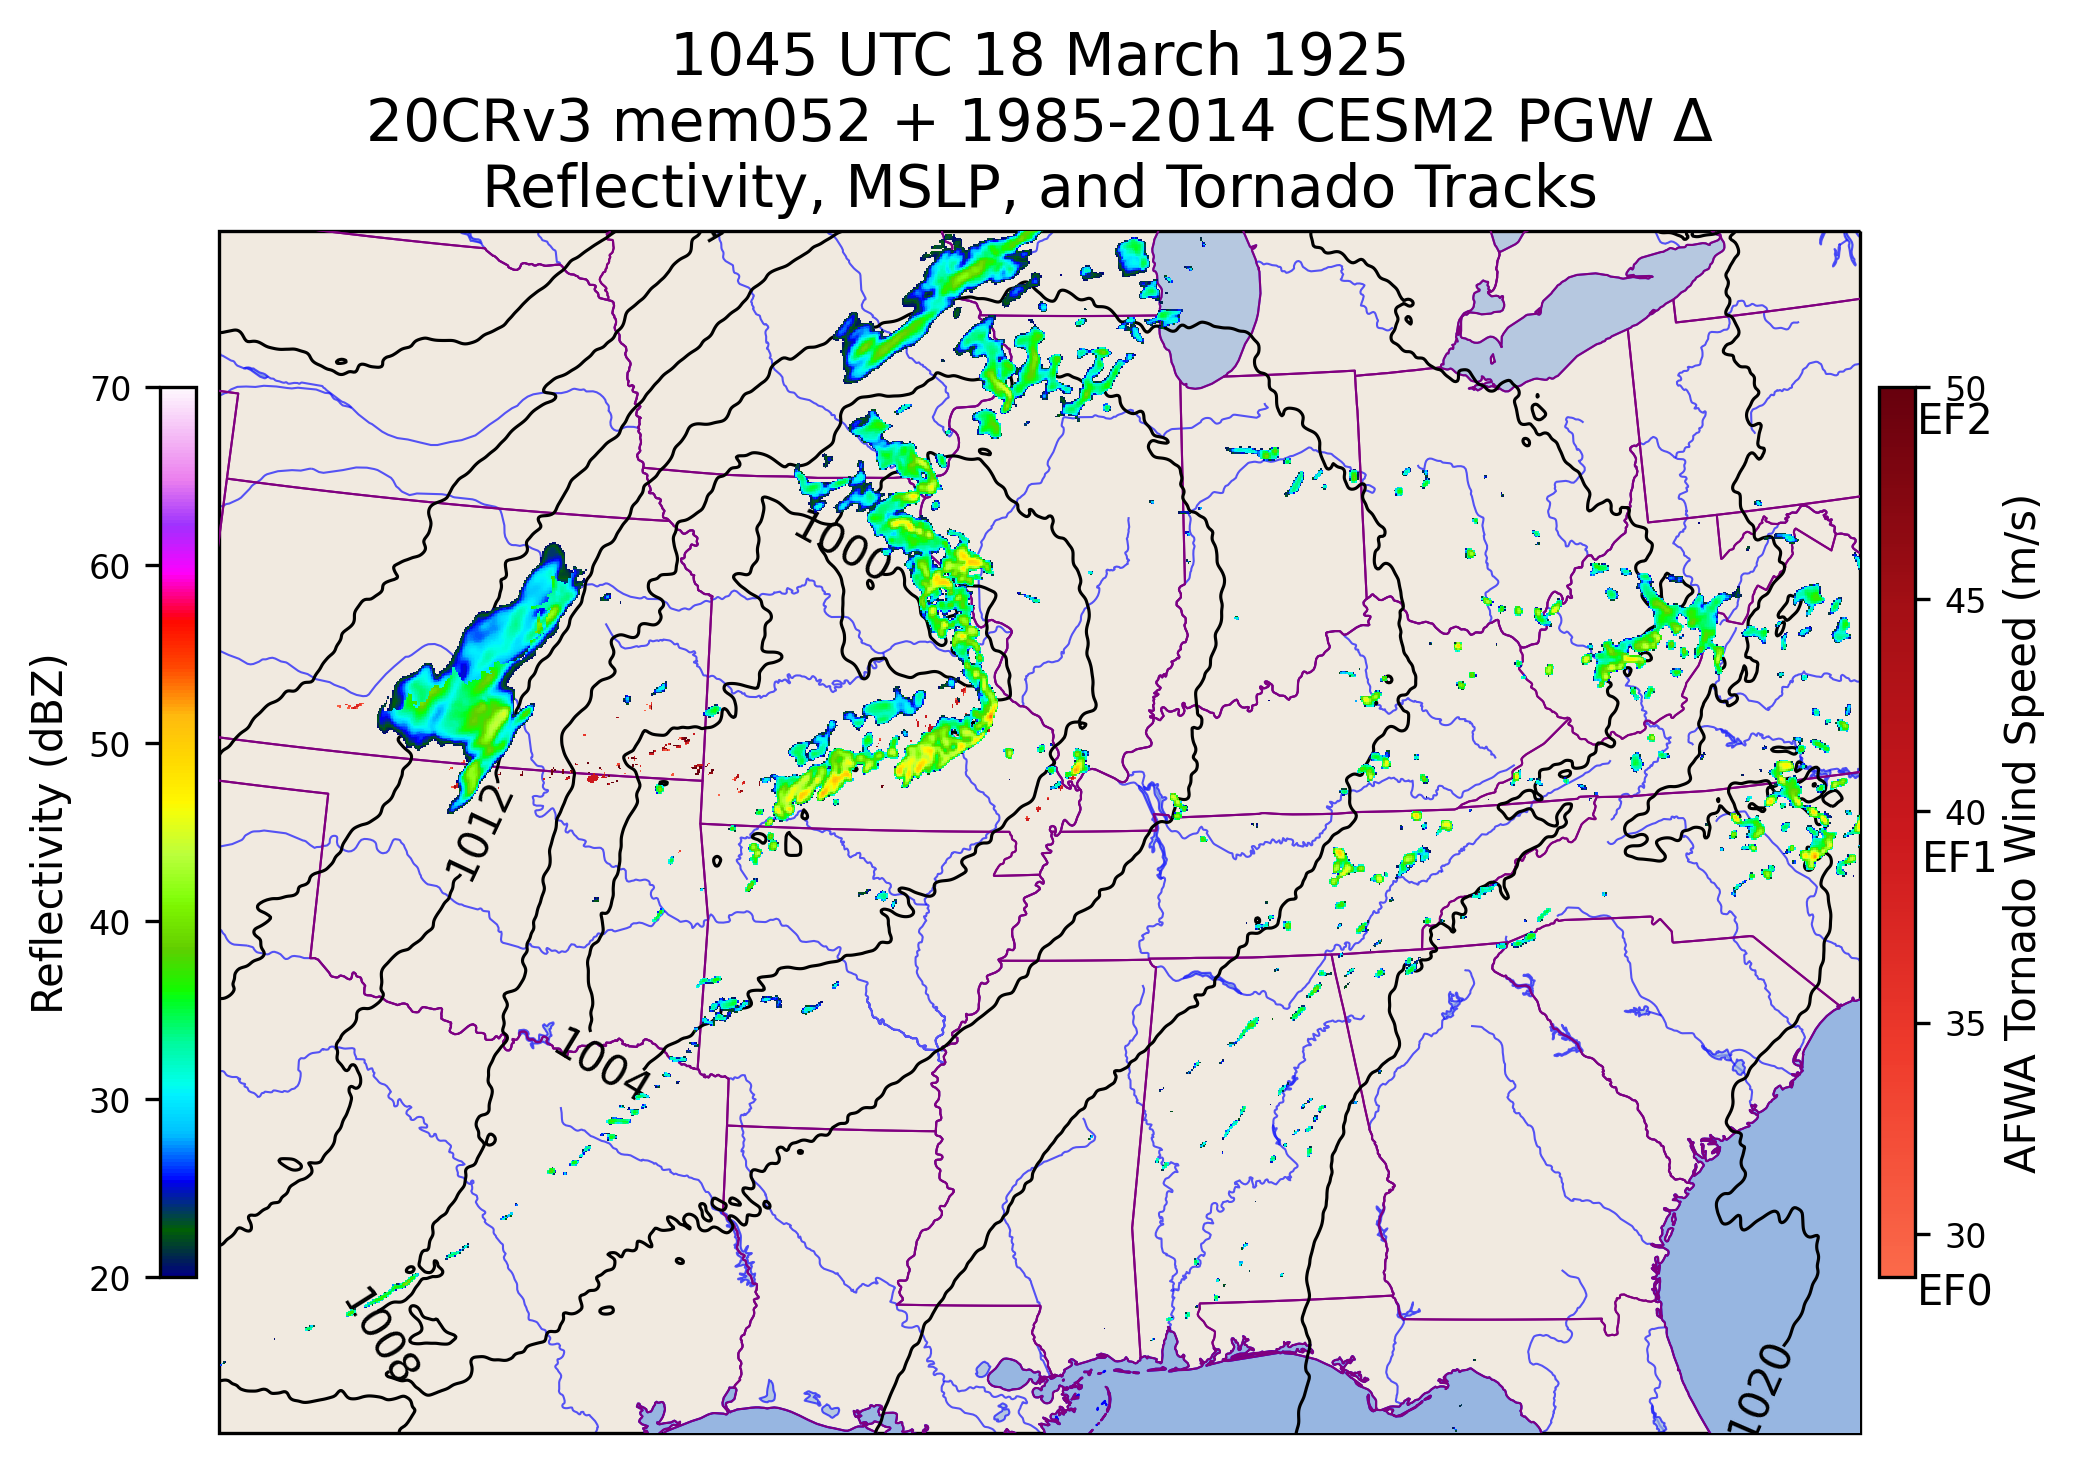 1045 UTC 18 March 1925
20CRv3 mem052 + 1985-2014 CESM2 PGW Δ
Reflectivity, MSLP, and Tornado Tracks
70
60
50
40
30
20
Reflectivity (dBZ)
1000
1012
1004
1008
1020
50
EF2
45
40
EF1
35
30
EF0
AFWA Tornado Wind Speed (m/s)